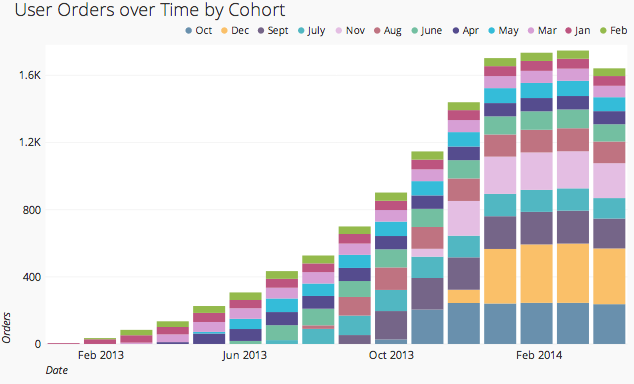 User Orders over Time by Cohort
Oct Dec Sept July Nov Aug June Apr May Mar Jan Feb
1.6K
1.2K
800
400
0
Orders
Feb 2013 Jun 2013 Oct 2013 Feb 2014
Date